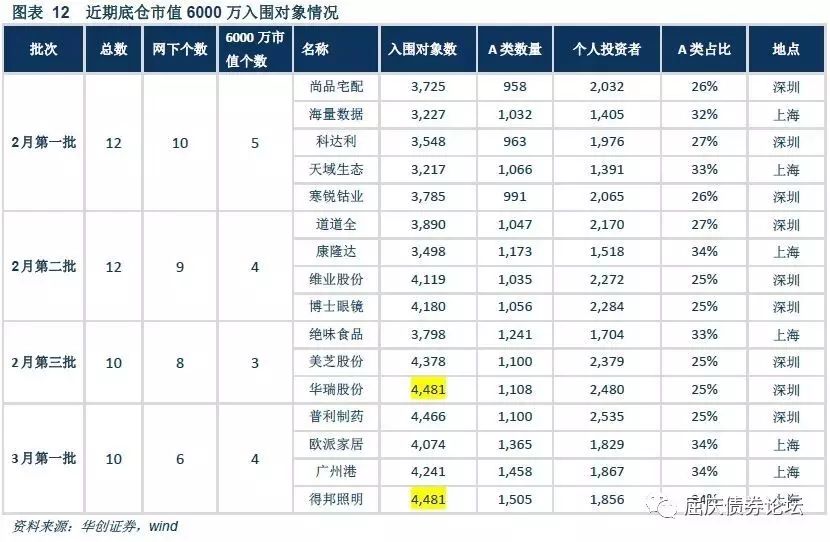 图表 12 近期底仓市值 6000 万入围对象情况
批次 总数 网下个数 6000 万市值个数 名称 入围对象数 A 类数量 个人投资者 A 类占比 地点
2月第一批 12 10 5 尚品宅配 3,725 958 2,032 26% 深圳
海量数据 3,227 1,032 1,405 32% 上海
科达利 3,548 963 1,976 27% 深圳
天域生态 3,217 1,066 1,391 33% 上海
寒锐钴业 3,785 991 2,065 26% 深圳
2月第二批 12 9 4 道道全 3,890 1,047 2,170 27% 深圳
康隆达 3,498 1,173 1,518 34% 上海
维业股份 4,119 1,035 2,272 25% 深圳
博士眼镜 4,180 1,056 2,284 25% 深圳
2月第三批 10 8 3 绝味食品 3,798 1,241 1,704 33% 上海
美芝股份 4,378 1,100 2,379 25% 深圳
华瑞股份 4,481 1,108 2,480 25% 深圳
3月第一批 10 6 4 普利制药 4,466 1,100 2,535 25% 深圳
欧派家居 4,074 1,365 1,829 34% 上海
广州港 4,241 1,458 1,867 34% 上海
得邦照明 4,481 1,505 1,856
屈庆债券论坛
资料来源：华创证券，wind